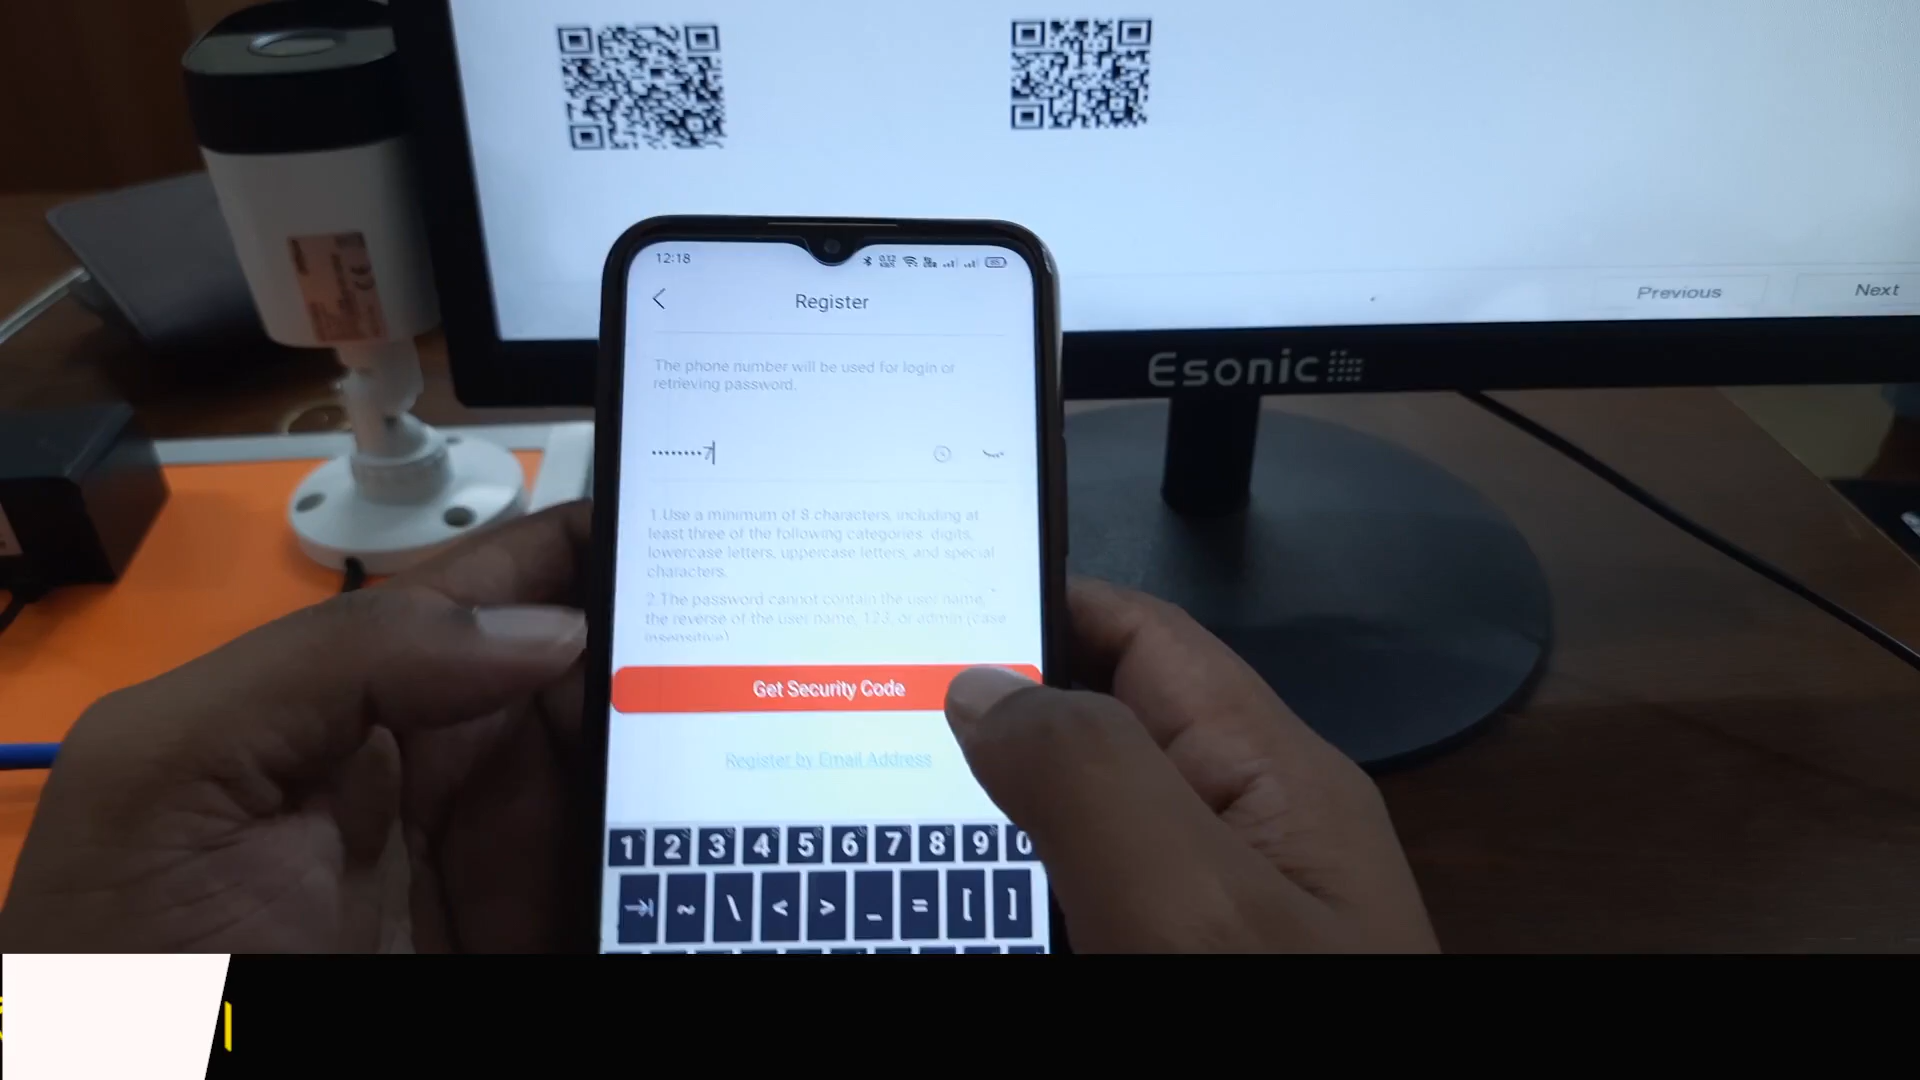 Previous
Next
Esonic
12:18
Register
The phone number will be used for login or
retrieving password.
••••••••7
1.Use a minimum of 8 characters, including at
least three of the following categories: digits,
lowercase letters, uppercase letters, and special
characters.
2.The password cannot contain the user name,
the reverse of the user name, 123, or admin (case
insensitive)
Get Security Code
Register by Email Address
1 2 3 4 5 6 7 8 9 0
~ \ < > _ = [ ]